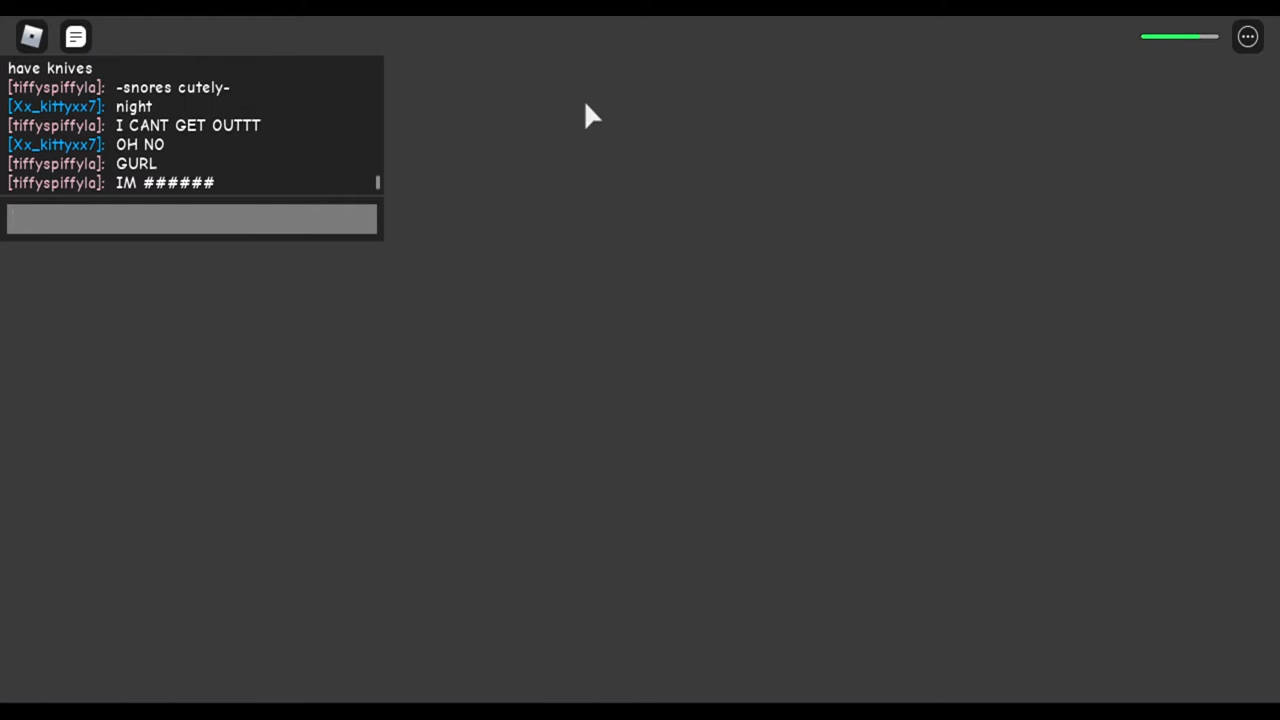 have knives
[tiffyspiffyla]: -snores cutely-
[Xx_kittyxx7]: night
[tiffyspiffyla]: I CANT GET OUTTT
[Xx_kittyxx7]: OH NO
[tiffyspiffyla]: GURL
[tiffyspiffyla]: IM ######